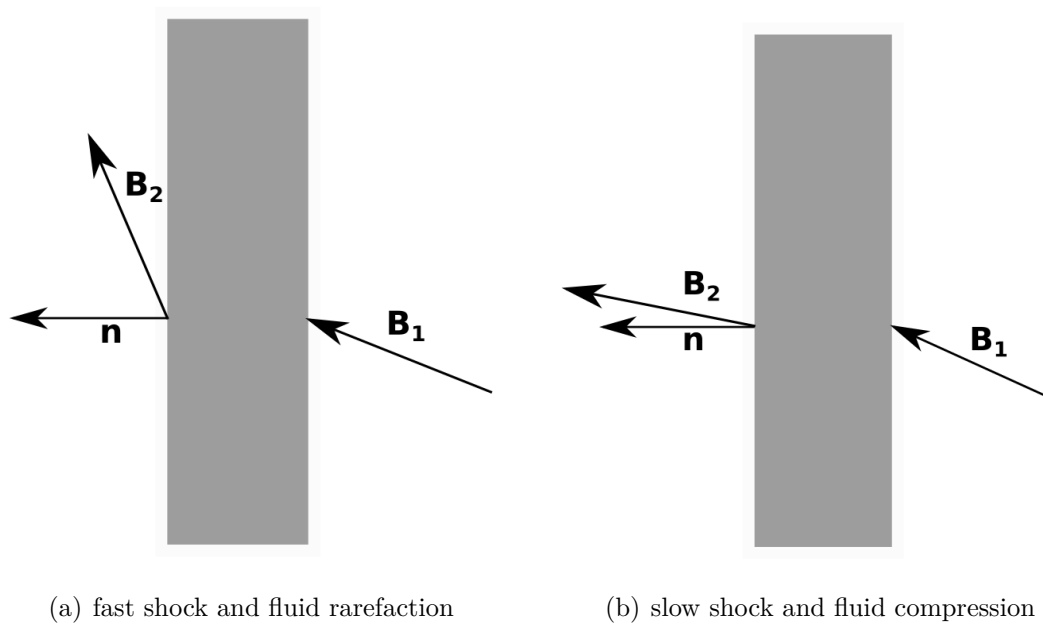 B2
n
B1
B2
n
B1
(a) fast shock and fluid rarefaction
(b) slow shock and fluid compression